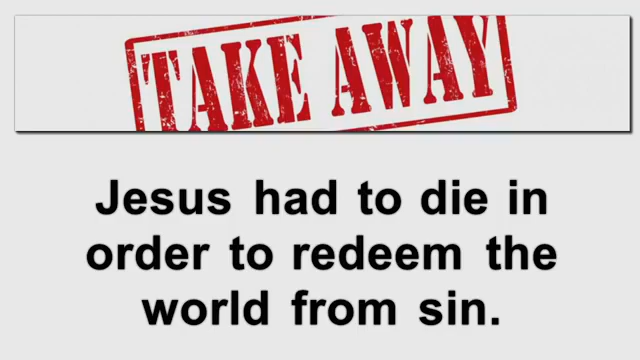 TAKE AWAY
Jesus had to die in
order to redeem the
world from sin.